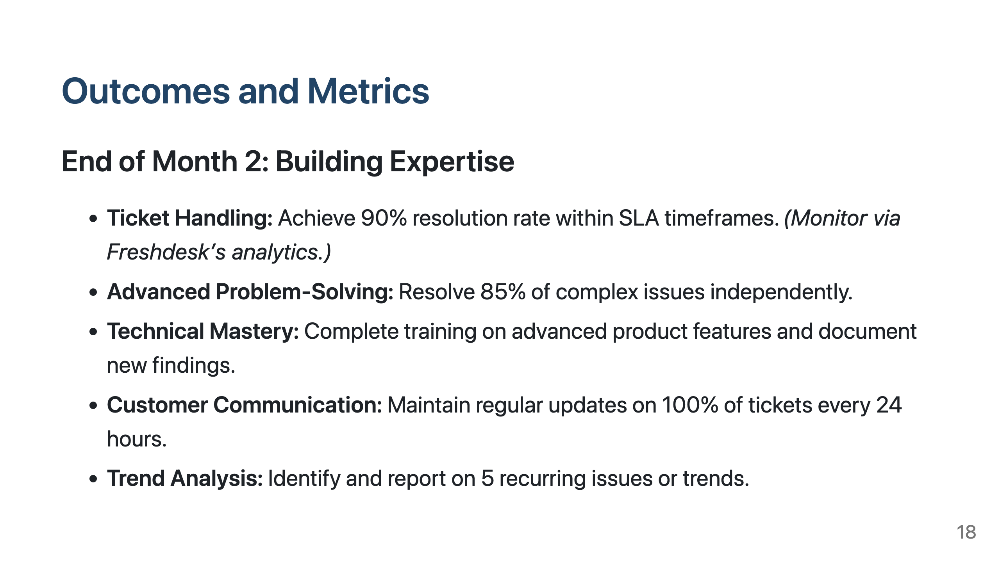 Outcomes and Metrics
End of Month 2: Building Expertise
• Ticket Handling: Achieve 90% resolution rate within SLA timeframes. (Monitor via
Freshdesk’s analytics.)
• Advanced Problem-Solving: Resolve 85% of complex issues independently.
• Technical Mastery: Complete training on advanced product features and document
new findings.
• Customer Communication: Maintain regular updates on 100% of tickets every 24
hours.
• Trend Analysis: Identify and report on 5 recurring issues or trends.
18